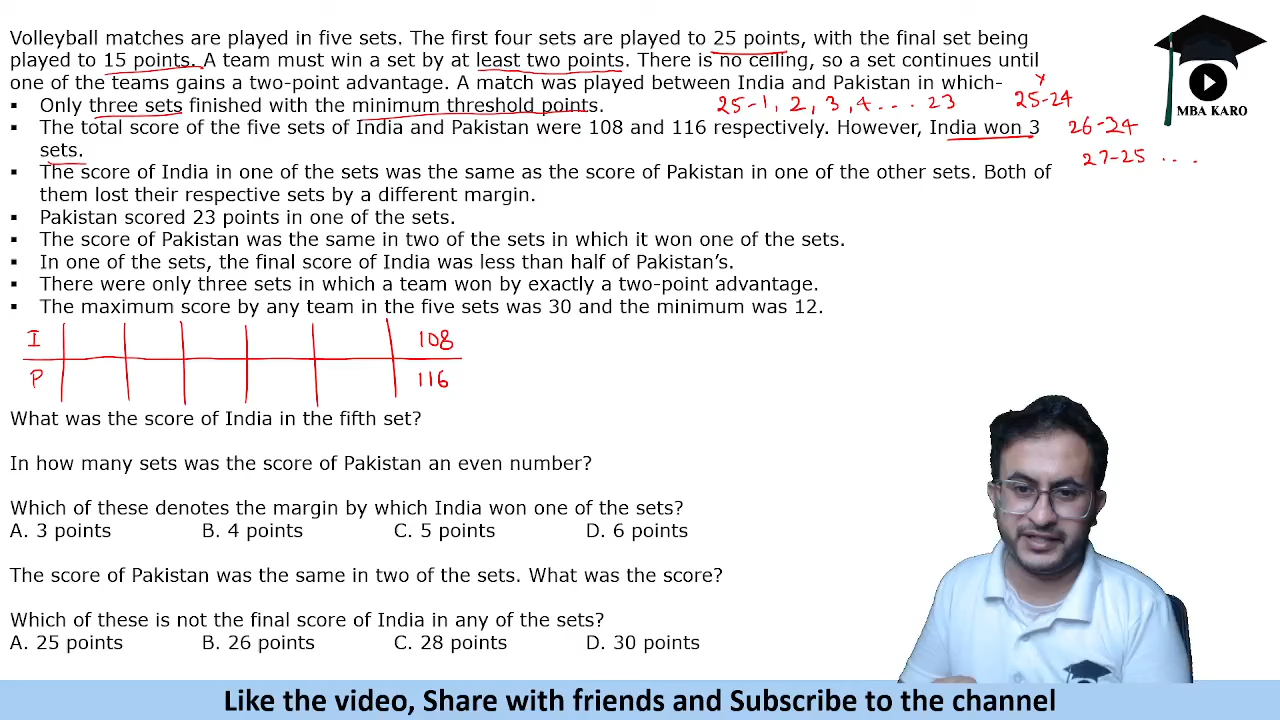 Volleyball matches are played in five sets. The first four sets are played to 25 points, with the final set being
played to 15 points. A team must win a set by at least two points. There is no ceiling, so a set continues until
one of the teams gains a two-point advantage. A match was played between India and Pakistan in which-
▪ Only three sets finished with the minimum threshold points.
25-1, 2, 3, 4 ... 23
25-24
▪ The total score of the five sets of India and Pakistan were 108 and 116 respectively. However, India won 3
sets.
26-24
27-25 ...
▪ The score of India in one of the sets was the same as the score of Pakistan in one of the other sets. Both of
them lost their respective sets by a different margin.
▪ Pakistan scored 23 points in one of the sets.
▪ The score of Pakistan was the same in two of the sets in which it won one of the sets.
▪ In one of the sets, the final score of India was less than half of Pakistan's.
▪ There were only three sets in which a team won by exactly a two-point advantage.
▪ The maximum score by any team in the five sets was 30 and the minimum was 12.
I 108
P 116
What was the score of India in the fifth set?
In how many sets was the score of Pakistan an even number?
Which of these denotes the margin by which India won one of the sets?
A. 3 points B. 4 points C. 5 points D. 6 points
The score of Pakistan was the same in two of the sets. What was the score?
Which of these is not the final score of India in any of the sets?
A. 25 points B. 26 points C. 28 points D. 30 points
MBA KARO
Like the video, Share with friends and Subscribe to the channel